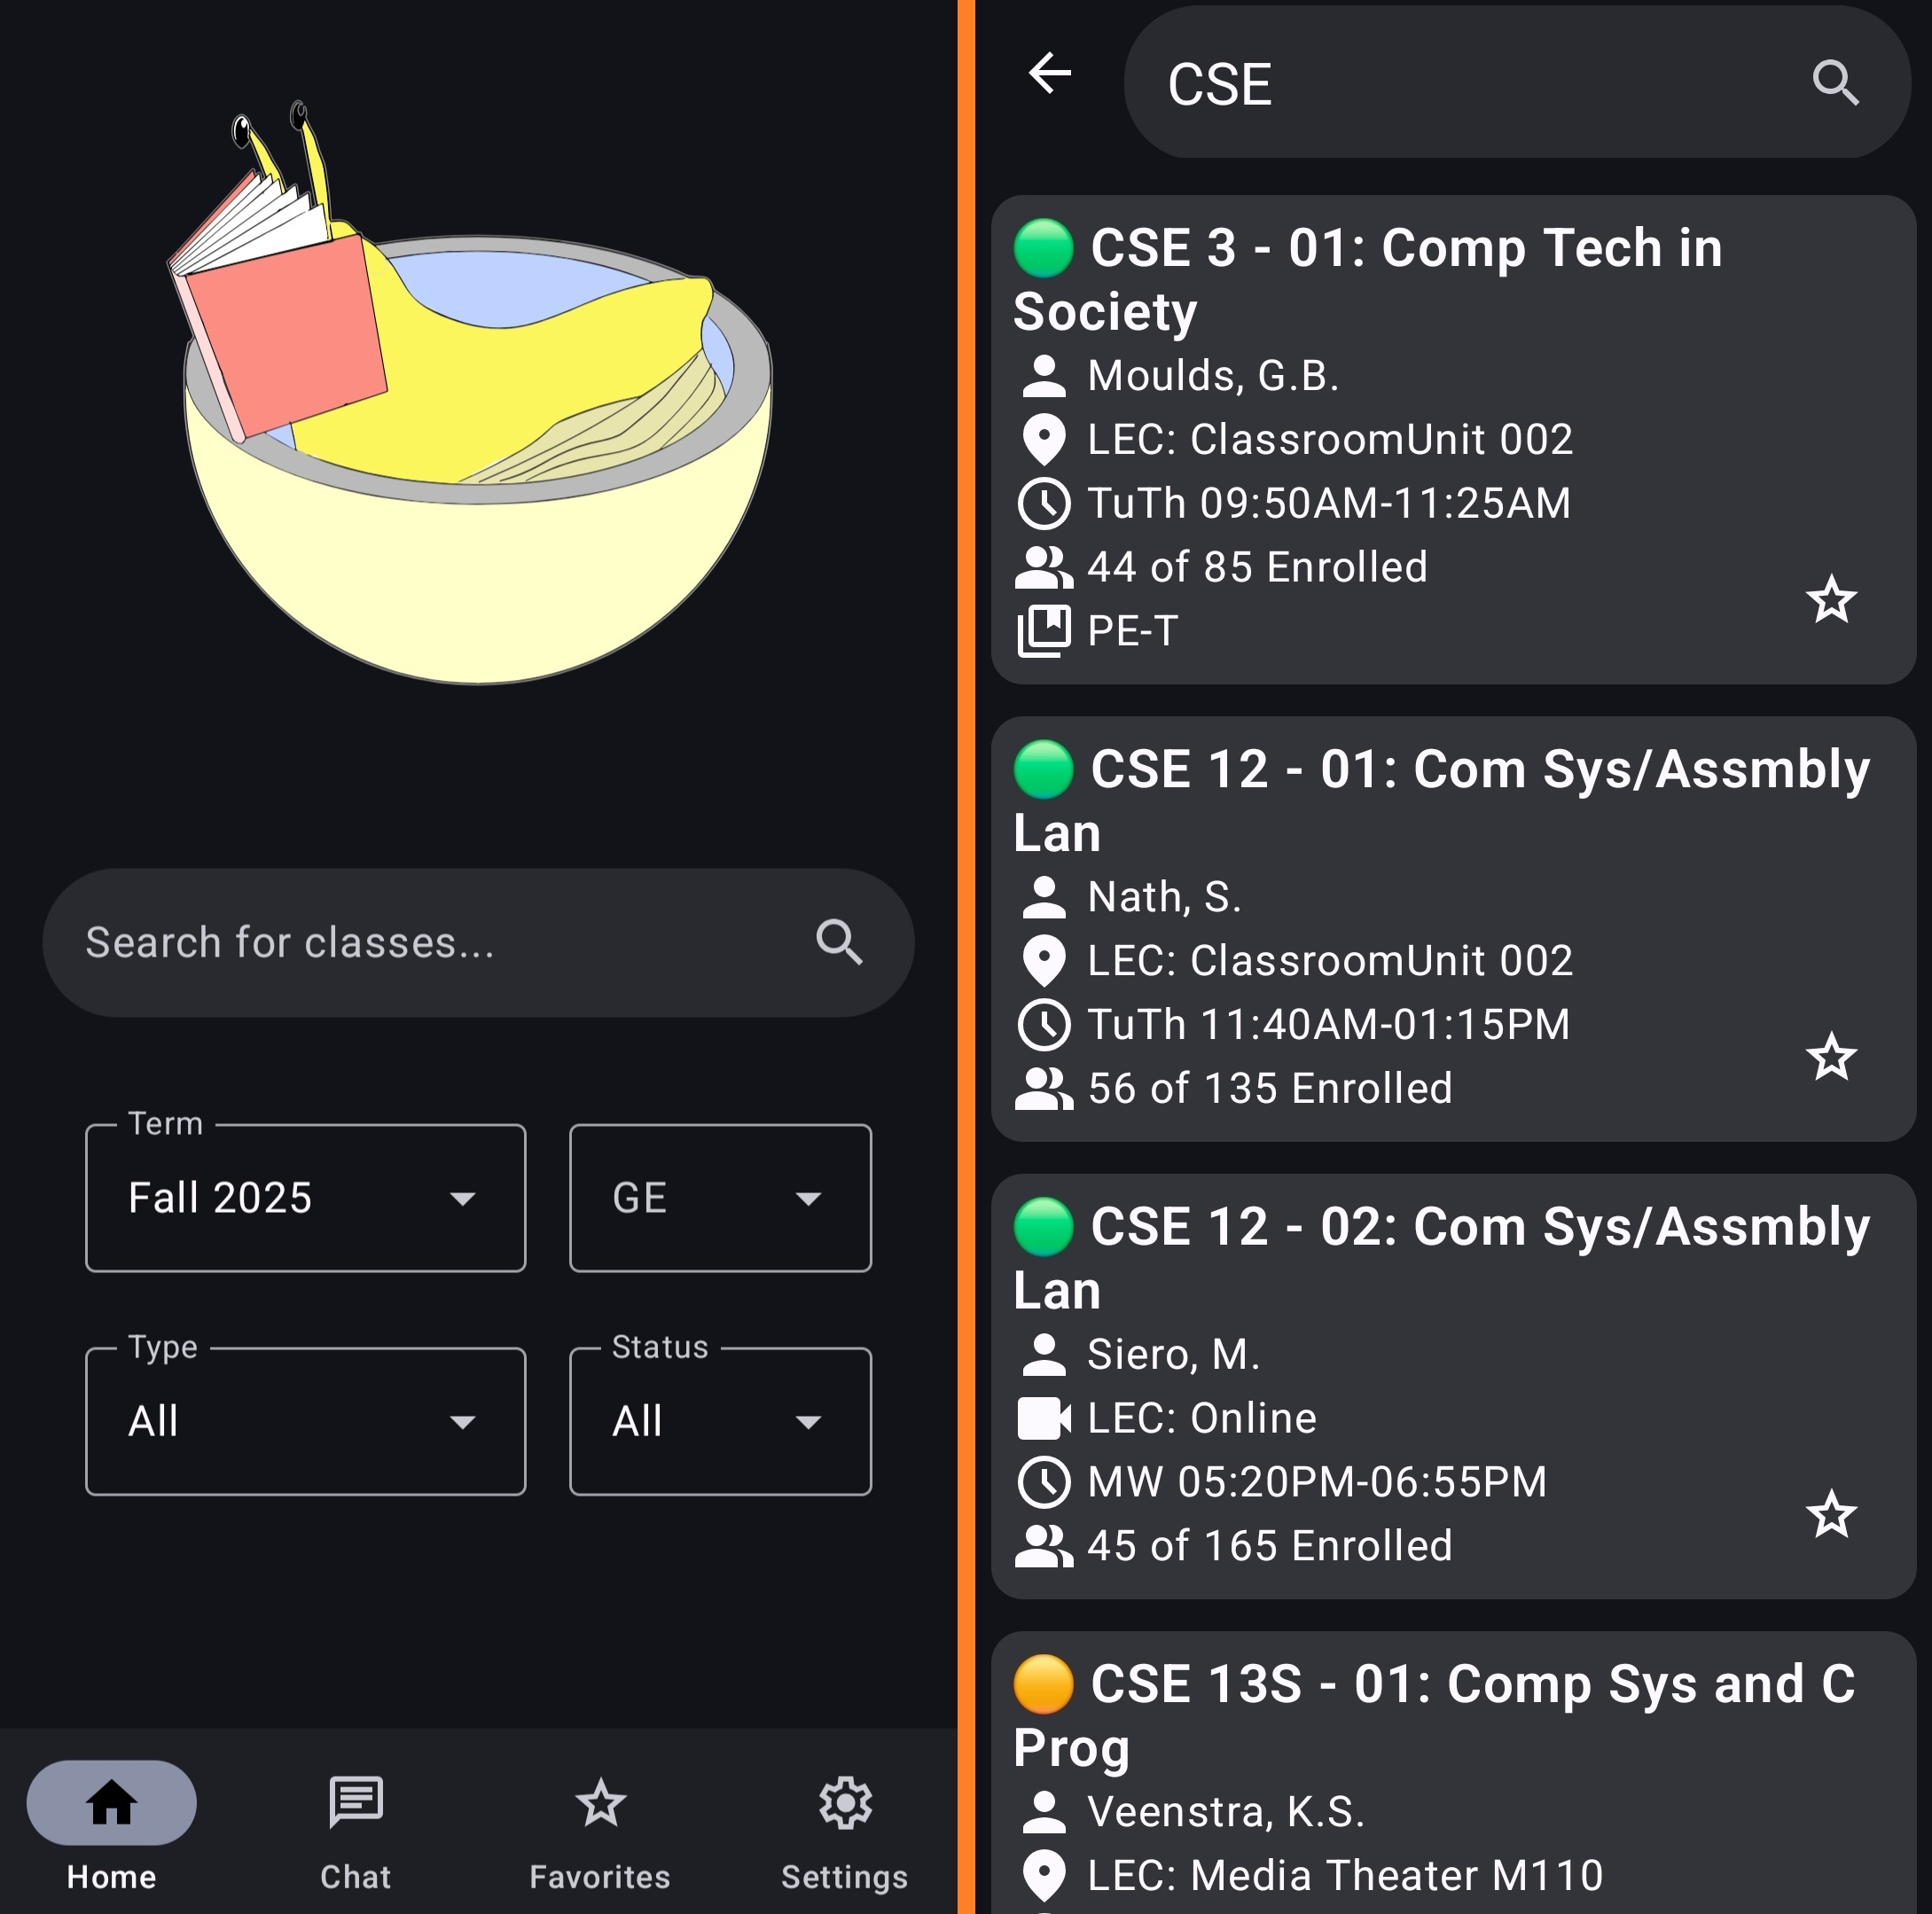 Search for classes...
Term
Fall 2025
GE
Type
All
Status
All
Home
Chat
Favorites
Settings
CSE
CSE 3 - 01: Comp Tech in
Society
Moulds, G.B.
LEC: ClassroomUnit 002
TuTh 09:50AM-11:25AM
44 of 85 Enrolled
PE-T
CSE 12 - 01: Com Sys/Assmbly
Lan
Nath, S.
LEC: ClassroomUnit 002
TuTh 11:40AM-01:15PM
56 of 135 Enrolled
CSE 12 - 02: Com Sys/Assmbly
Lan
Siero, M.
LEC: Online
MW 05:20PM-06:55PM
45 of 165 Enrolled
CSE 13S - 01: Comp Sys and C
Prog
Veenstra, K.S.
LEC: Media Theater M110